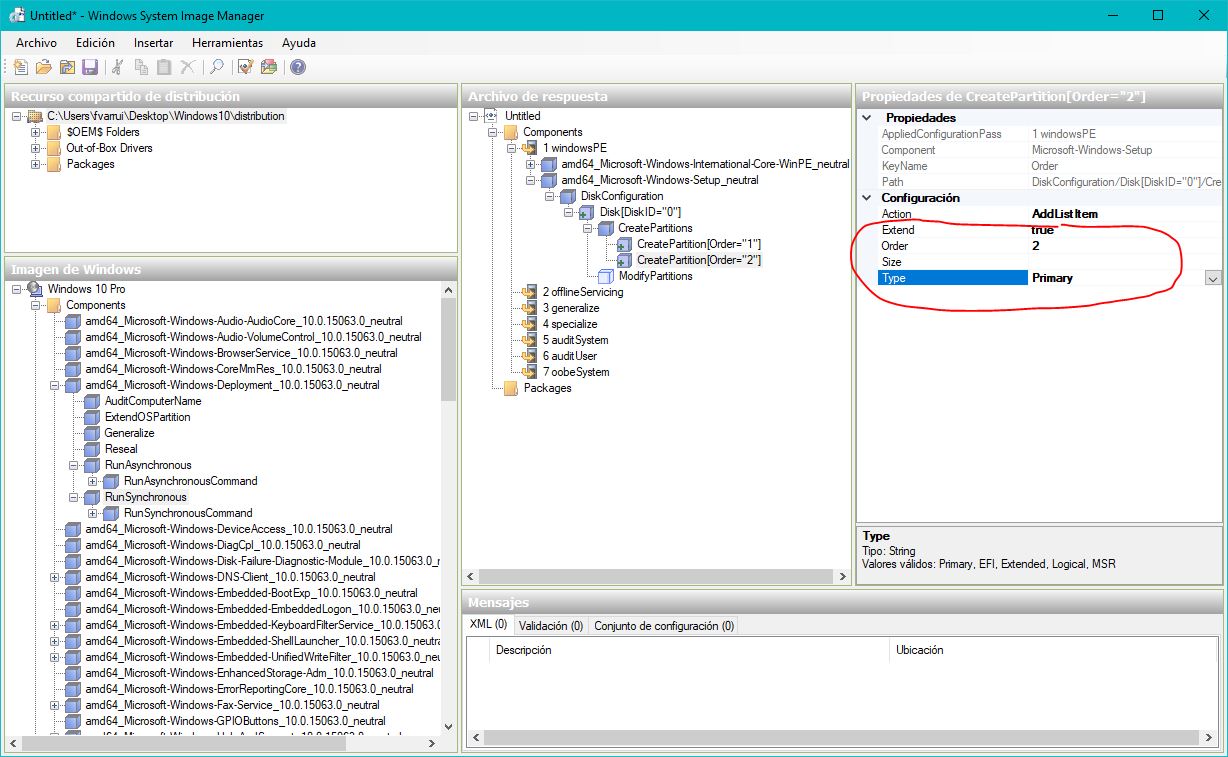 Untitled* - Windows System Image Manager
Archivo Edición Insertar Herramientas Ayuda
Recurso compartido de distribución
C:\Users\fvarrui\Desktop\Windows10\distribution
$OEM$ Folders
Out-of-Box Drivers
Packages
Imagen de Windows
Windows 10 Pro
Components
amd64_Microsoft-Windows-Audio-AudioCore_10.0.15063.0_neutral
amd64_Microsoft-Windows-Audio-VolumeControl_10.0.15063.0_neutral
amd64_Microsoft-Windows-BrowserService_10.0.15063.0_neutral
amd64_Microsoft-Windows-CoreMmRes_10.0.15063.0_neutral
amd64_Microsoft-Windows-Deployment_10.0.15063.0_neutral
AuditComputerName
ExtendOSPartition
Generalize
Reseal
RunAsynchronous
RunAsynchronousCommand
RunSynchronous
RunSynchronousCommand
amd64_Microsoft-Windows-DeviceAccess_10.0.15063.0_neutral
amd64_Microsoft-Windows-DiagCpl_10.0.15063.0_neutral
amd64_Microsoft-Windows-Disk-Failure-Diagnostic-Module_10.0.15063.0_
amd64_Microsoft-Windows-DNS-Client_10.0.15063.0_neutral
amd64_Microsoft-Windows-Embedded-BootExp_10.0.15063.0_neutral
amd64_Microsoft-Windows-Embedded-EmbeddedLogon_10.0.15063.0_neu
amd64_Microsoft-Windows-Embedded-KeyboardFilterService_10.0.15063.0_
amd64_Microsoft-Windows-Embedded-ShellLauncher_10.0.15063.0_neutral
amd64_Microsoft-Windows-Embedded-UnifiedWriteFilter_10.0.15063.0_neu
amd64_Microsoft-Windows-EnhancedStorage-Adm_10.0.15063.0_neutral
amd64_Microsoft-Windows-ErrorReportingCore_10.0.15063.0_neutral
amd64_Microsoft-Windows-Fax-Service_10.0.15063.0_neutral
amd64_Microsoft-Windows-GPIOButtons_10.0.15063.0_neutral
Archivo de respuesta
Untitled
Components
1 windowsPE
amd64_Microsoft-Windows-International-Core-WinPE_neutral
amd64_Microsoft-Windows-Setup_neutral
DiskConfiguration
Disk[DiskID="0"]
CreatePartitions
CreatePartition[Order="1"]
CreatePartition[Order="2"]
ModifyPartitions
2 offlineServicing
3 generalize
4 specialize
5 auditSystem
6 auditUser
7 oobeSystem
Packages
Propiedades de CreatePartition[Order="2"]
Propiedades
AppliedConfigurationPass 1 windowsPE
Component Microsoft-Windows-Setup
KeyName Order
Path DiskConfiguration/Disk[DiskID="0"]/Cre
Configuración
Action AddListItem
Extend true
Order 2
Size
Type Primary
Type
Tipo: String
Valores válidos: Primary, EFI, Extended, Logical, MSR
Mensajes
XML (0) Validación (0) Conjunto de configuración (0)
Descripción Ubicación